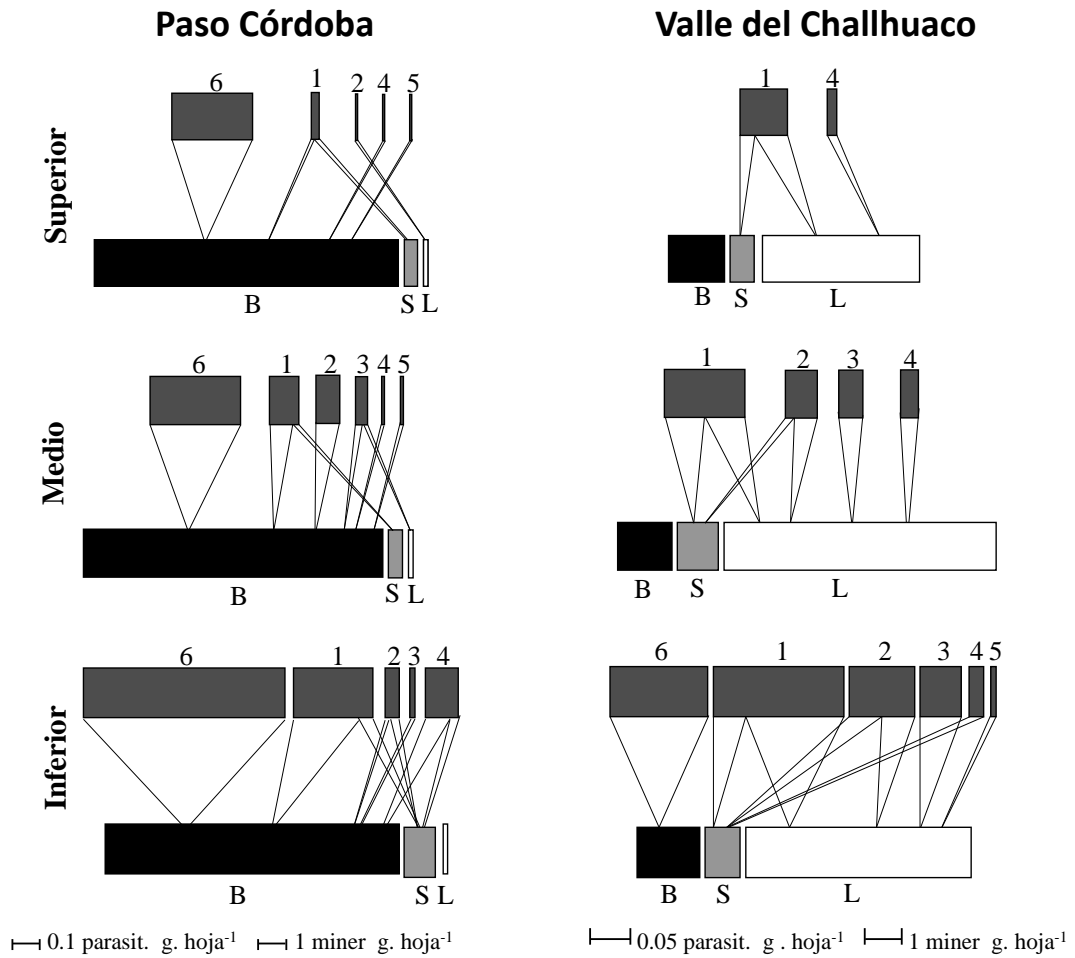 Paso Córdoba
Valle del Challhuaco
Superior
6 1 2 4 5
B S L
1 4
B S L
Medio
6 1 2 3 4 5
B S L
1 2 3 4
B S L
Inferior
6 1 2 3 4
B S L
6 1 2 3 4 5
B S L
0.1 parasit. g. hoja-1 1 miner g. hoja-1
0.05 parasit. g . hoja-1 1 miner g. hoja-1